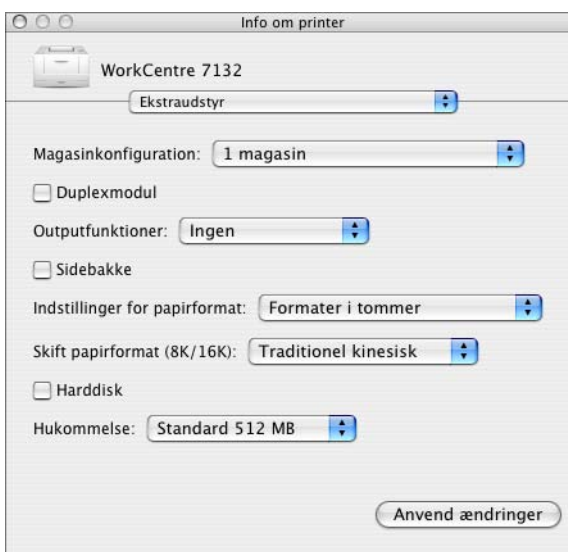 Info om printer
WorkCentre 7132
Ekstraudstyr
Magasinkonfiguration: 1 magasin
Duplexmodul
Outputfunktioner: Ingen
Sidebakke
Indstillinger for papirformat: Formater i tommer
Skift papirformat (8K/16K): Traditionel kinesisk
Harddisk
Hukommelse: Standard 512 MB
Anvend ændringer